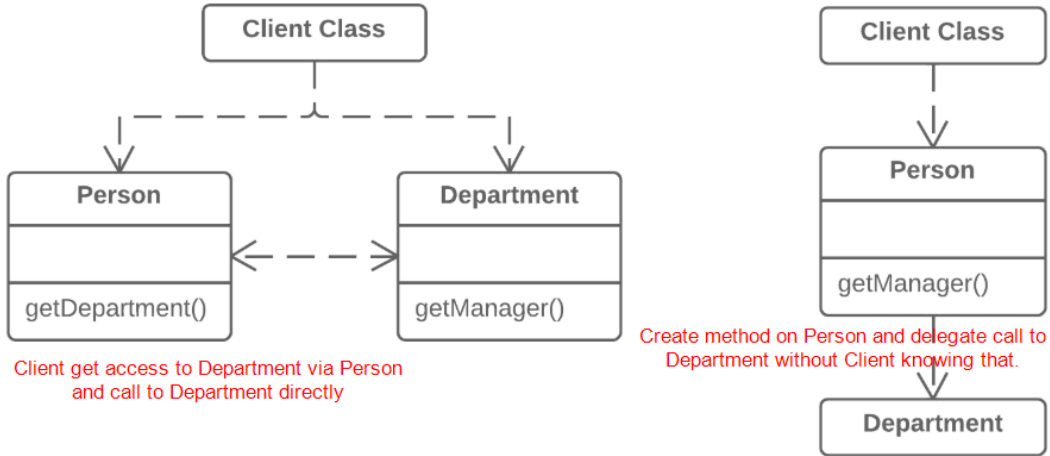 Client Class
Person
Department
getDepartment()
getManager()
Client get access to Department via Person
and call to Department directly
Client Class
Person
getManager()
Create method on Person and delegate call to
Department without Client knowing that.
Department